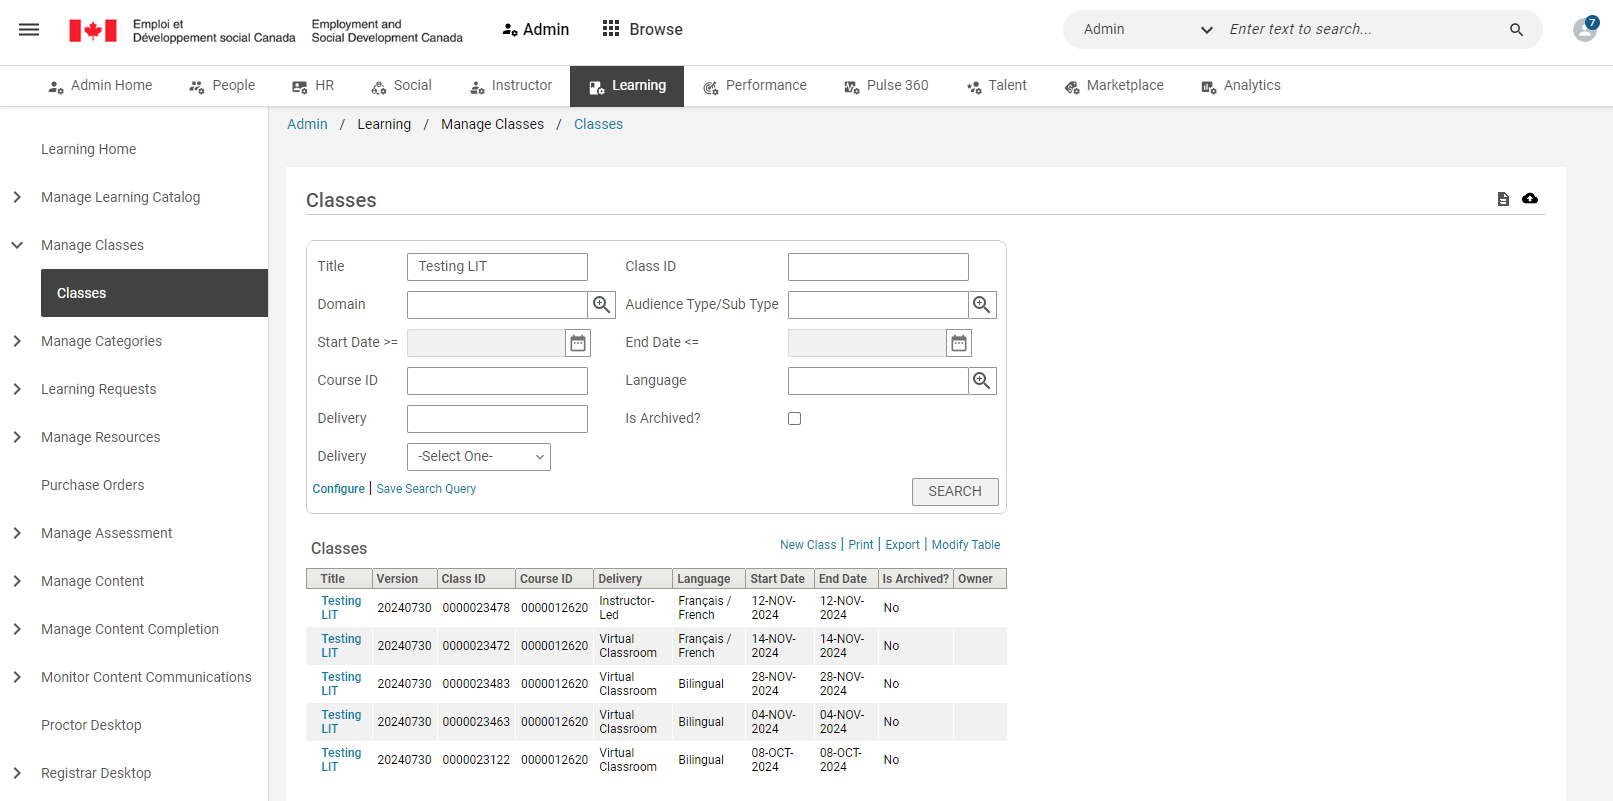 Emploi et
Développement social Canada
Employment and
Social Development Canada
Admin
Browse
Admin
Enter text to search...
7
Admin Home
People
HR
Social
Instructor
Learning
Performance
Pulse 360
Talent
Marketplace
Analytics
Admin / Learning / Manage Classes / Classes
Learning Home
Manage Learning Catalog
Manage Classes
Classes
Manage Categories
Learning Requests
Manage Resources
Purchase Orders
Manage Assessment
Manage Content
Manage Content Completion
Monitor Content Communications
Proctor Desktop
Registrar Desktop
Classes
Title Testing LIT Class ID
Domain Audience Type/Sub Type
Start Date >= End Date <=
Course ID Language
Delivery Is Archived?
Delivery -Select One-
Configure | Save Search Query
SEARCH
Classes
New Class | Print | Export | Modify Table
Title Version Class ID Course ID Delivery Language Start Date End Date Is Archived? Owner
Testing LIT 20240730 0000023478 0000012620 Instructor-Led Français / French 12-NOV-2024 12-NOV-2024 No
Testing LIT 20240730 0000023472 0000012620 Virtual Classroom Français / French 14-NOV-2024 14-NOV-2024 No
Testing LIT 20240730 0000023483 0000012620 Virtual Classroom Bilingual 28-NOV-2024 28-NOV-2024 No
Testing LIT 20240730 0000023463 0000012620 Virtual Classroom Bilingual 04-NOV-2024 04-NOV-2024 No
Testing LIT 20240730 0000023122 0000012620 Virtual Classroom Bilingual 08-OCT-2024 08-OCT-2024 No